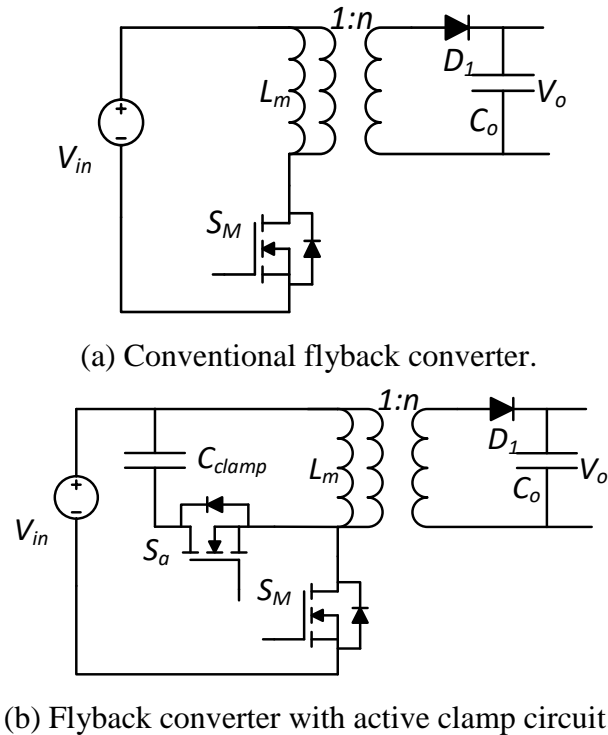 1:n
D1
Lm
Vo
Co
Vin
+
−
SM
(a) Conventional flyback converter.
1:n
Cclamp
D1
Lm
Vo
Co
+
−
Vin
Sa
SM
(b) Flyback converter with active clamp circuit